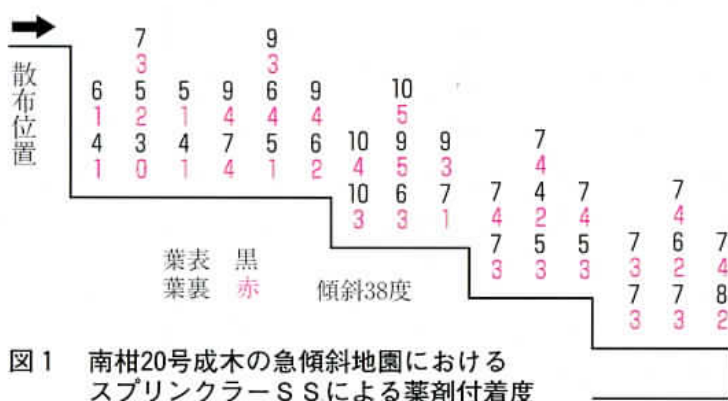 7 9
3 3
散布位置
6 5 5 9 6 9 10
1 2 1 4 4 4 5
4 3 4 7 5 6 10 9 9 7
1 0 1 4 1 2 4 5 3 4
10 6 7 7 4 7 7
3 3 1 4 2 4 4
7 5 5 7 6 7
3 3 3 3 2 4
7 7 8
3 3 2
葉表 黒
葉裏 赤
傾斜38度
図1 南柑20号成木の急傾斜地園における
スプリンクラーSSによる薬剤付着度